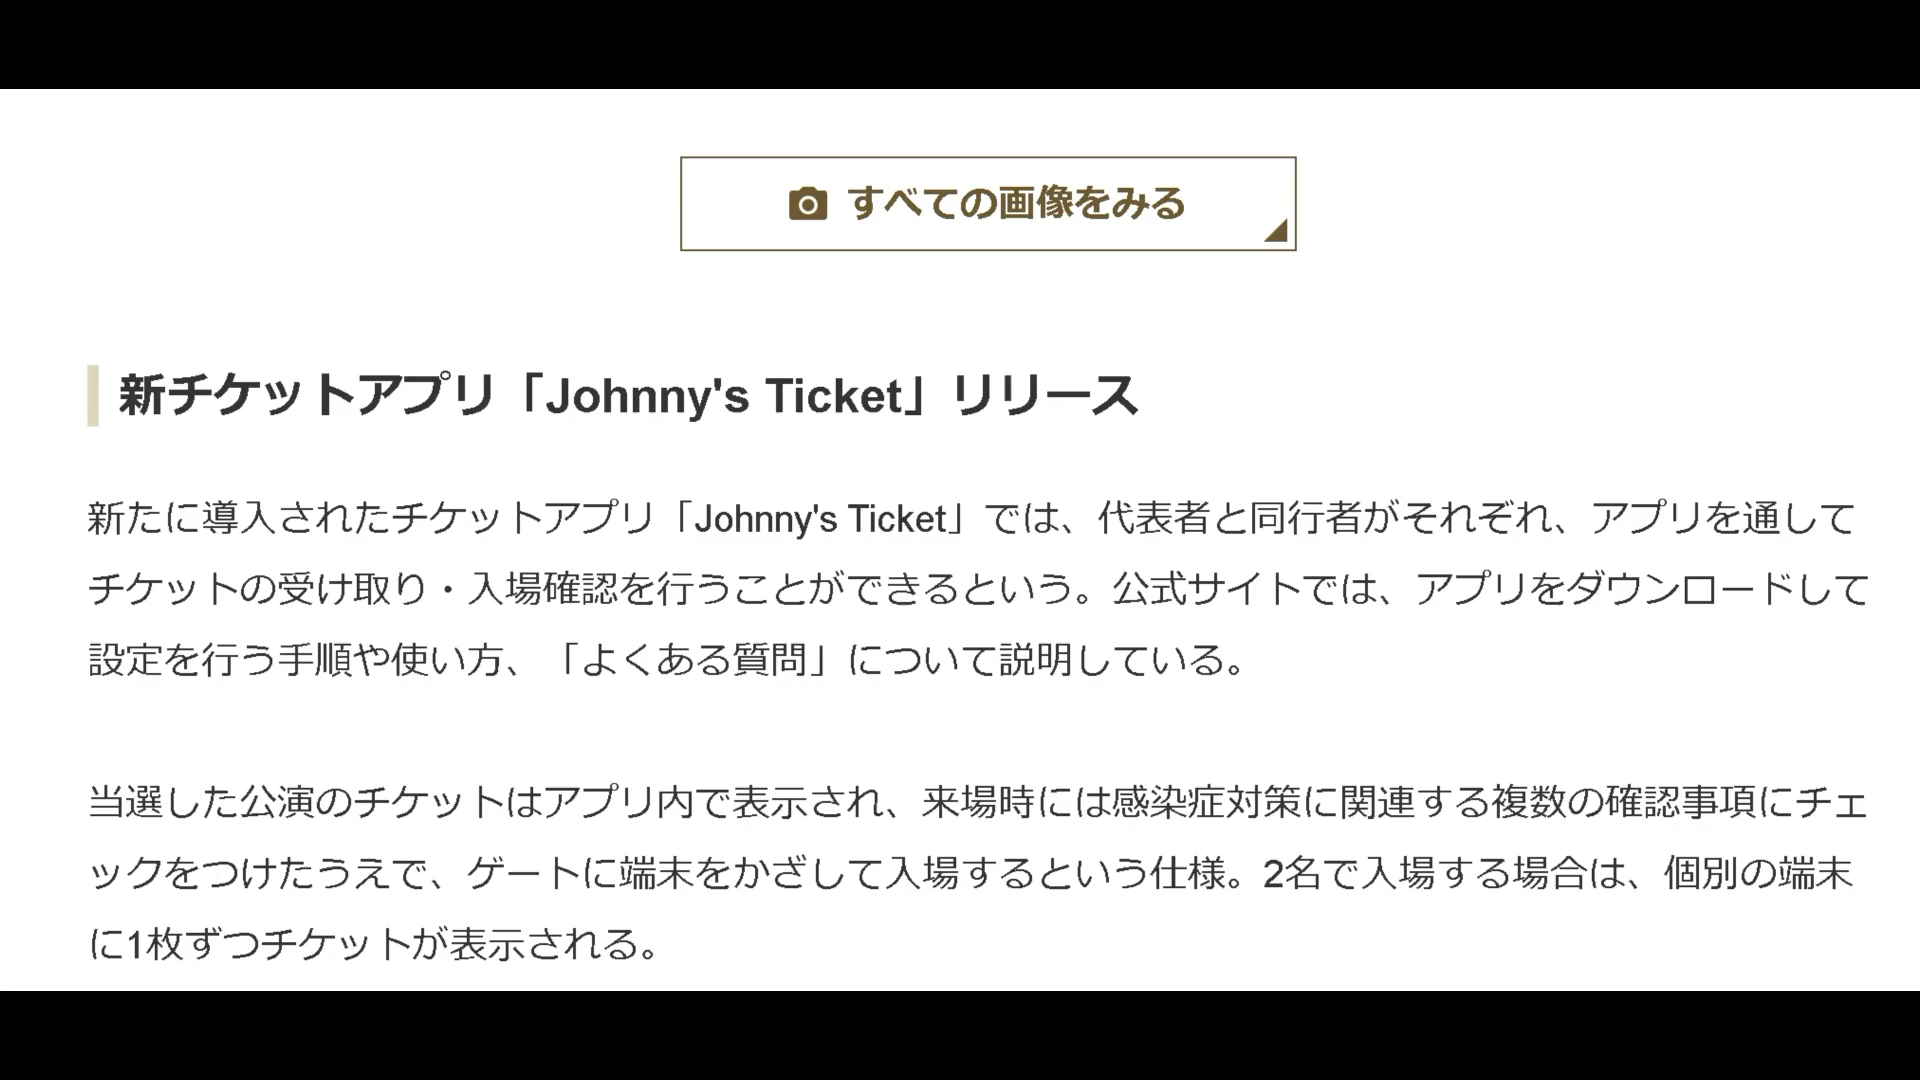 すべての画像をみる
新チケットアプリ「Johnny's Ticket」リリース
新たに導入されたチケットアプリ「Johnny's Ticket」では、代表者と同行者がそれぞれ、アプリを通して
チケットの受け取り・入場確認を行うことができるという。公式サイトでは、アプリをダウンロードして
設定を行う手順や使い方、「よくある質問」について説明している。
当選した公演のチケットはアプリ内で表示され、来場時には感染症対策に関連する複数の確認事項にチェ
ックをつけたうえで、ゲートに端末をかざして入場するという仕様。2名で入場する場合は、個別の端末
に1枚ずつチケットが表示される。